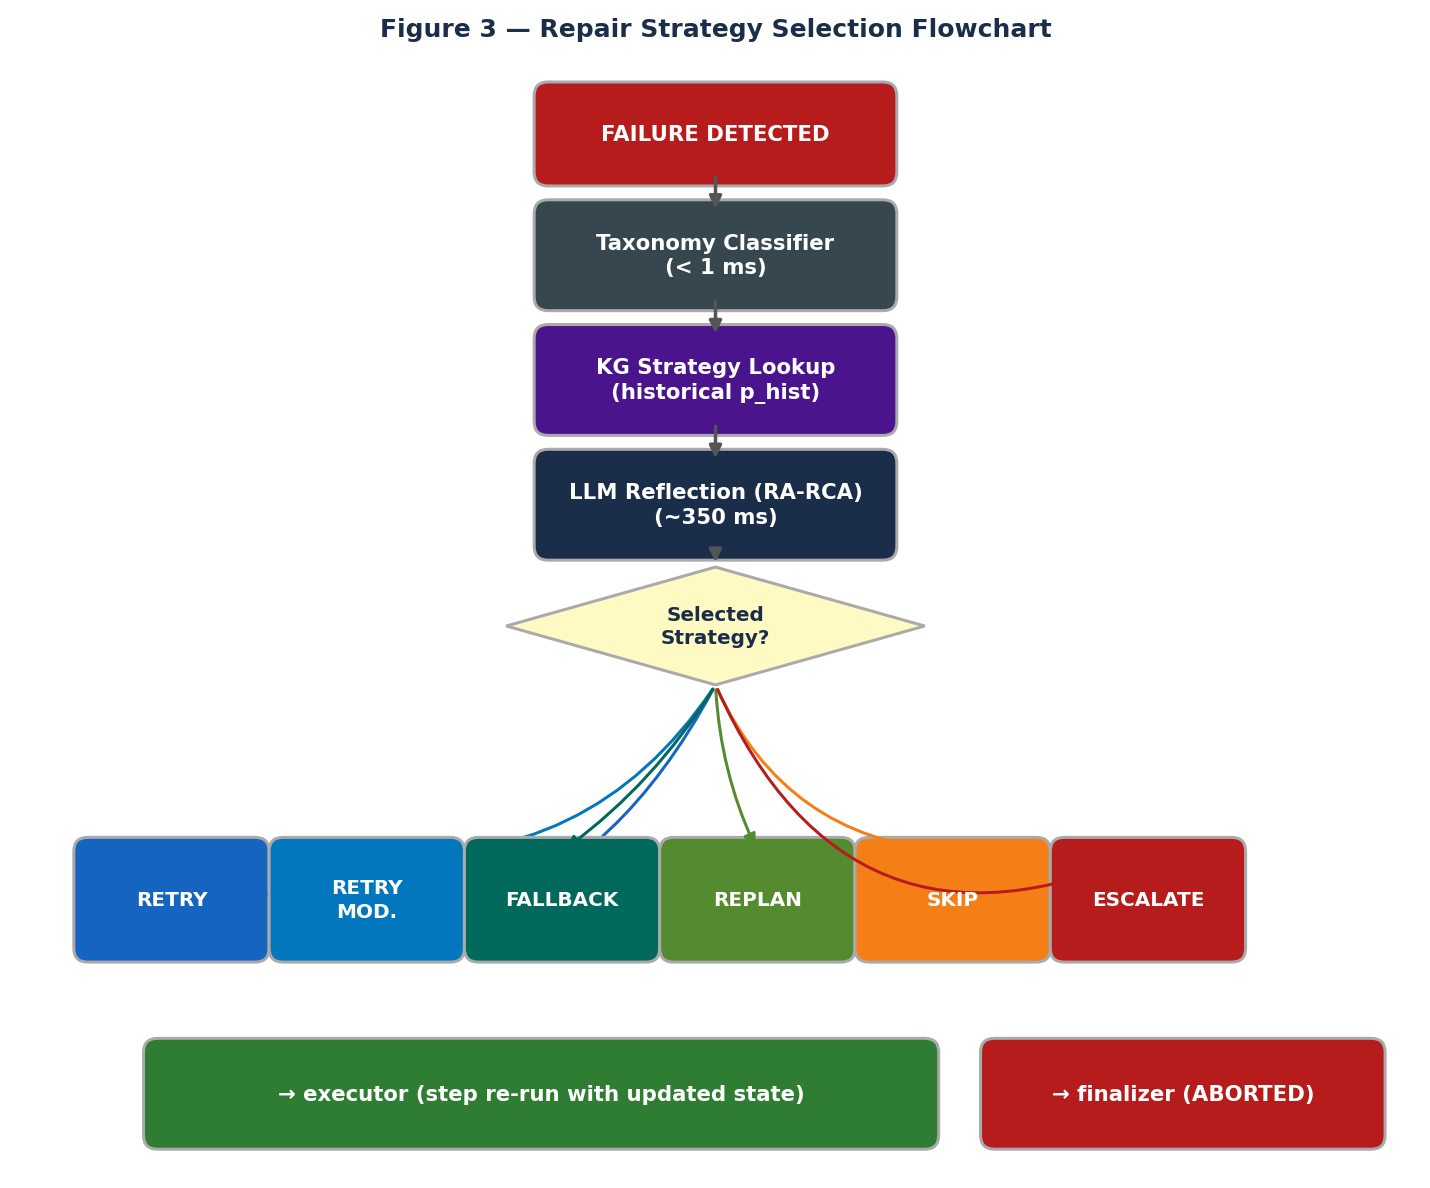 Figure 3 — Repair Strategy Selection Flowchart
FAILURE DETECTED
Taxonomy Classifier
(< 1 ms)
KG Strategy Lookup
(historical p_hist)
LLM Reflection (RA-RCA)
(~350 ms)
Selected
Strategy?
RETRY
RETRY
MOD.
FALLBACK
REPLAN
SKIP
ESCALATE
→ executor (step re-run with updated state)
→ finalizer (ABORTED)